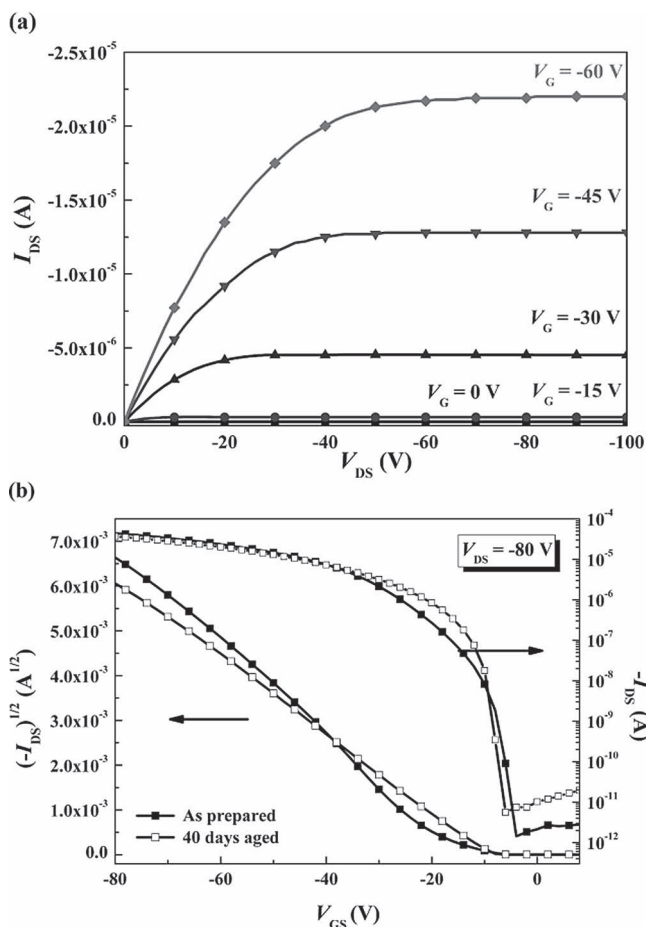 (a)
-2.5x10⁻⁵
V_G = -60 V
-2.0x10⁻⁵
-1.5x10⁻⁵
V_G = -45 V
I_DS (A)
-1.0x10⁻⁵
V_G = -30 V
-5.0x10⁻⁶
V_G = 0 V V_G = -15 V
0.0
0 -20 -40 -60 -80 -100
V_DS (V)
(b)
7.0x10⁻³
6.0x10⁻³
5.0x10⁻³
4.0x10⁻³
3.0x10⁻³
2.0x10⁻³
1.0x10⁻³
0.0
(-I_DS)^1/2 (A^1/2)
V_DS = -80 V
10⁻⁴
10⁻⁵
10⁻⁶
10⁻⁷
10⁻⁸
10⁻⁹
10⁻¹⁰
10⁻¹¹
10⁻¹²
-I_DS (A)
As prepared
40 days aged
-80 -60 -40 -20 0
V_GS (V)